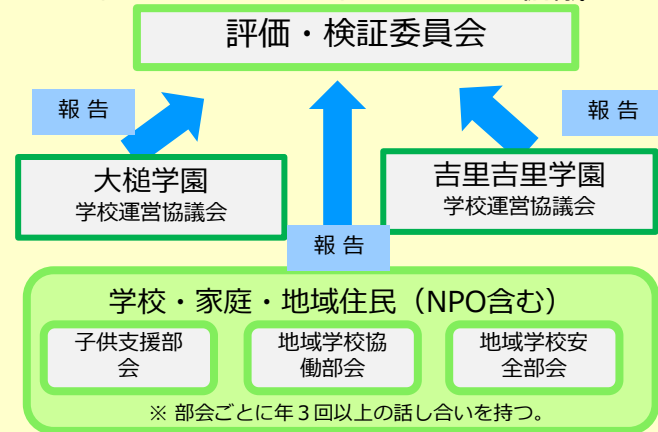 評価・検証委員会
報 告
報 告
大槌学園
学校運営協議会
吉里吉里学園
学校運営協議会
報 告
学校・家庭・地域住民（NPO含む）
子供支援部
会
地域学校協
働部会
地域学校安
全部会
※ 部会ごとに年３回以上の話し合いを持つ。